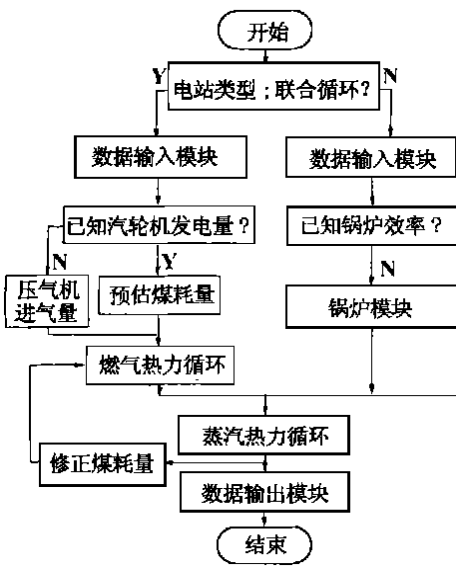 开始
Y
电站类型;联合循环?
N
数据输入模块
数据输入模块
已知汽轮机发电量?
已知锅炉效率?
N
Y
N
压气机
进气量
预估煤耗量
锅炉模块
燃气热力循环
蒸汽热力循环
修正煤耗量
数据输出模块
结束